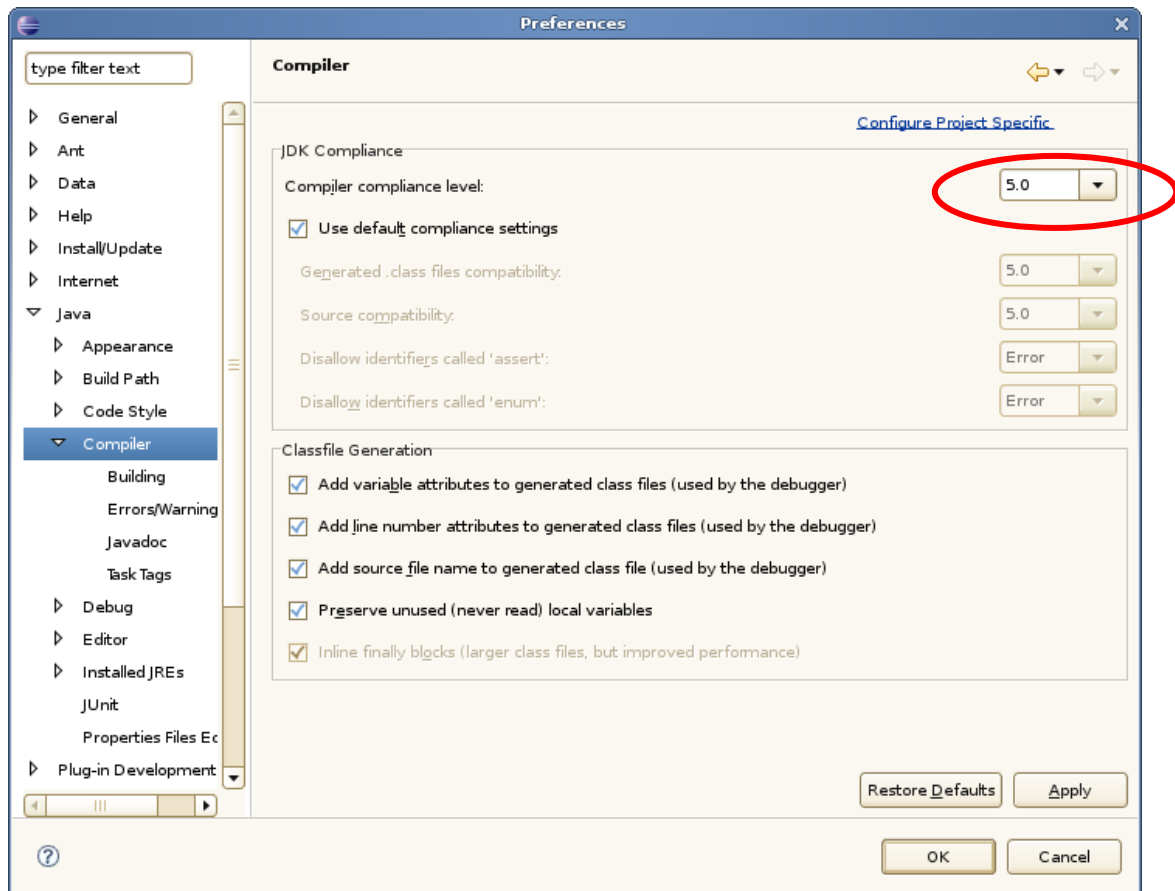 Preferences
type filter text
General
Ant
Data
Help
Install/Update
Internet
Java
Appearance
Build Path
Code Style
Compiler
Building
Errors/Warning
Javadoc
Task Tags
Debug
Editor
Installed JREs
JUnit
Properties Files Ec
Plug-in Development
Compiler
Configure Project Specific
JDK Compliance
Compiler compliance level: 5.0
Use default compliance settings
Generated .class files compatibility: 5.0
Source compatibility: 5.0
Disallow identifiers called 'assert': Error
Disallow identifiers called 'enum': Error
Classfile Generation
Add variable attributes to generated class files (used by the debugger)
Add line number attributes to generated class files (used by the debugger)
Add source file name to generated class file (used by the debugger)
Preserve unused (never read) local variables
Inline finally blocks (larger class files, but improved performance)
Restore Defaults Apply
? OK Cancel